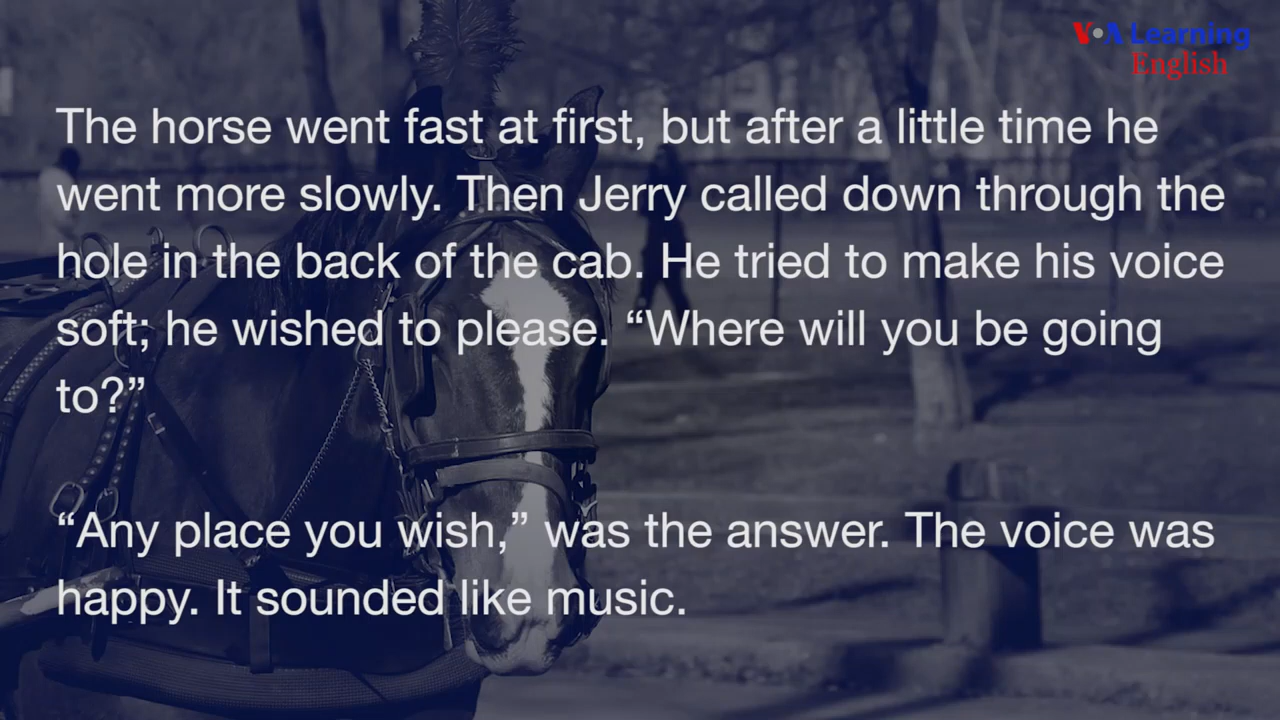 VOA Learning
English
The horse went fast at first, but after a little time he
went more slowly. Then Jerry called down through the
hole in the back of the cab. He tried to make his voice
soft; he wished to please. “Where will you be going
to?”
“Any place you wish,” was the answer. The voice was
happy. It sounded like music.